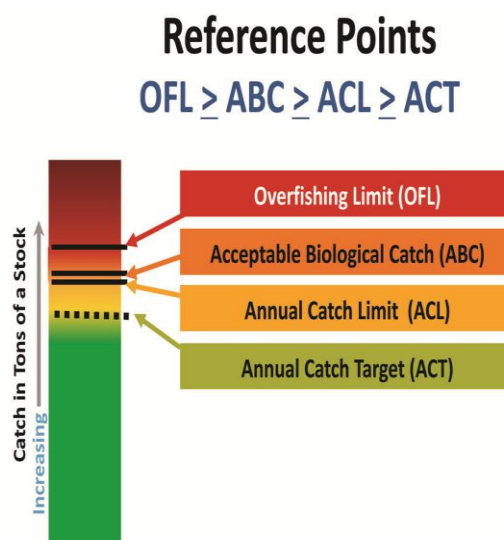 Reference Points
OFL ≥ ABC ≥ ACL ≥ ACT
Overfishing Limit (OFL)
Acceptable Biological Catch (ABC)
Annual Catch Limit (ACL)
Annual Catch Target (ACT)
Catch in Tons of a Stock
Increasing